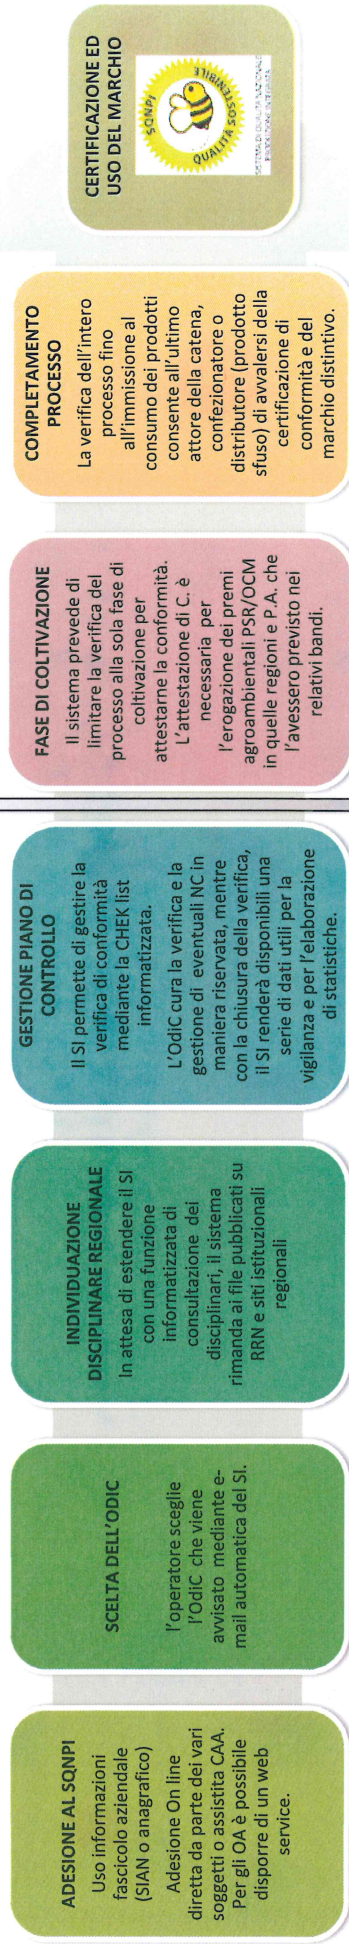 ADESIONE AL SQNPI
Uso informazioni
fascicolo aziendale
(SIAN o anagrafico)
Adesione On line
diretta da parte dei vari
soggetti o assistita CAA.
Per gli OA è possibile
disporre di un web
service.
SCELTA DELL'ODIC
l'operatore sceglie
l'OdiC che viene
avvisato mediante e-
mail automatica del SI.
INDIVIDUAZIONE
DISCIPLINARE REGIONALE
In attesa di estendere il SI
con una funzione
informatizzata di
consultazione dei
disciplinari, il sistema
rimanda ai file pubblicati su
RRN e siti istituzionali
regionali
GESTIONE PIANO DI
CONTROLLO
Il SI permette di gestire la
verifica di conformità
mediante la CHEK list
informatizzata.
L'OdiC cura la verifica e la
gestione di eventuali NC in
maniera riservata, mentre
con la chiusura della verifica,
il SI renderà disponibili una
serie di dati utili per la
vigilanza e per l'elaborazione
di statistiche.
FASE DI COLTIVAZIONE
Il sistema prevede di
limitare la verifica del
processo alla sola fase di
coltivazione per
attestarne la conformità.
L'attestazione di C. è
necessaria per
l'erogazione dei premi
agroambientali PSR/OCM
in quelle regioni e P.A. che
l'avessero previsto nei
relativi bandi.
COMPLETAMENTO
PROCESSO
La verifica dell'intero
processo fino
all'immissione al
consumo dei prodotti
consente all'ultimo
attore della catena,
confezionatore o
distributore (prodotto
sfuso) di avvalersi della
certificazione di
conformità e del
marchio distintivo.
CERTIFICAZIONE ED
USO DEL MARCHIO
SQNPI
QUALITÀ SOSTENIBILE
SISTEMA DI QUALITÀ NAZIONALE
PRODUZIONE INTEGRATA